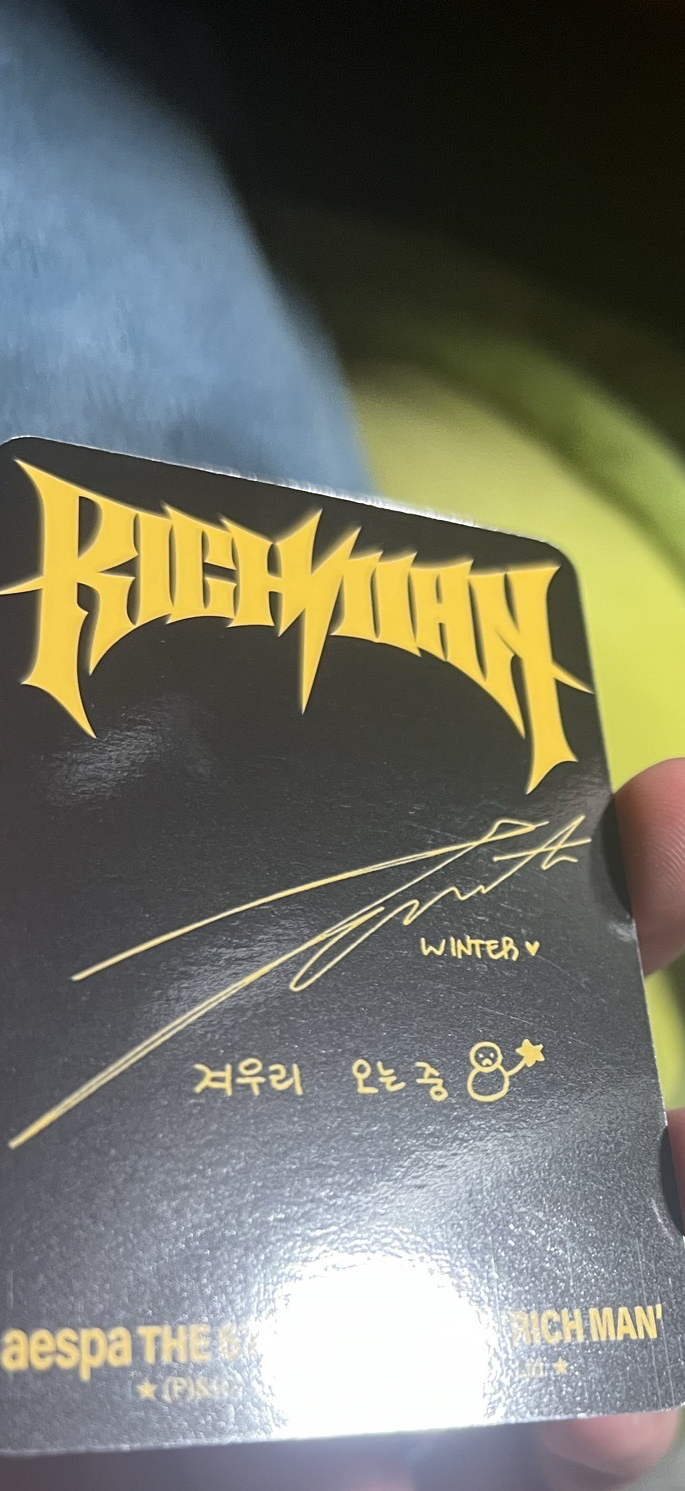 RICH MAN
WINTER♥
겨우리 오는 중
aespa THE RICH MAN'